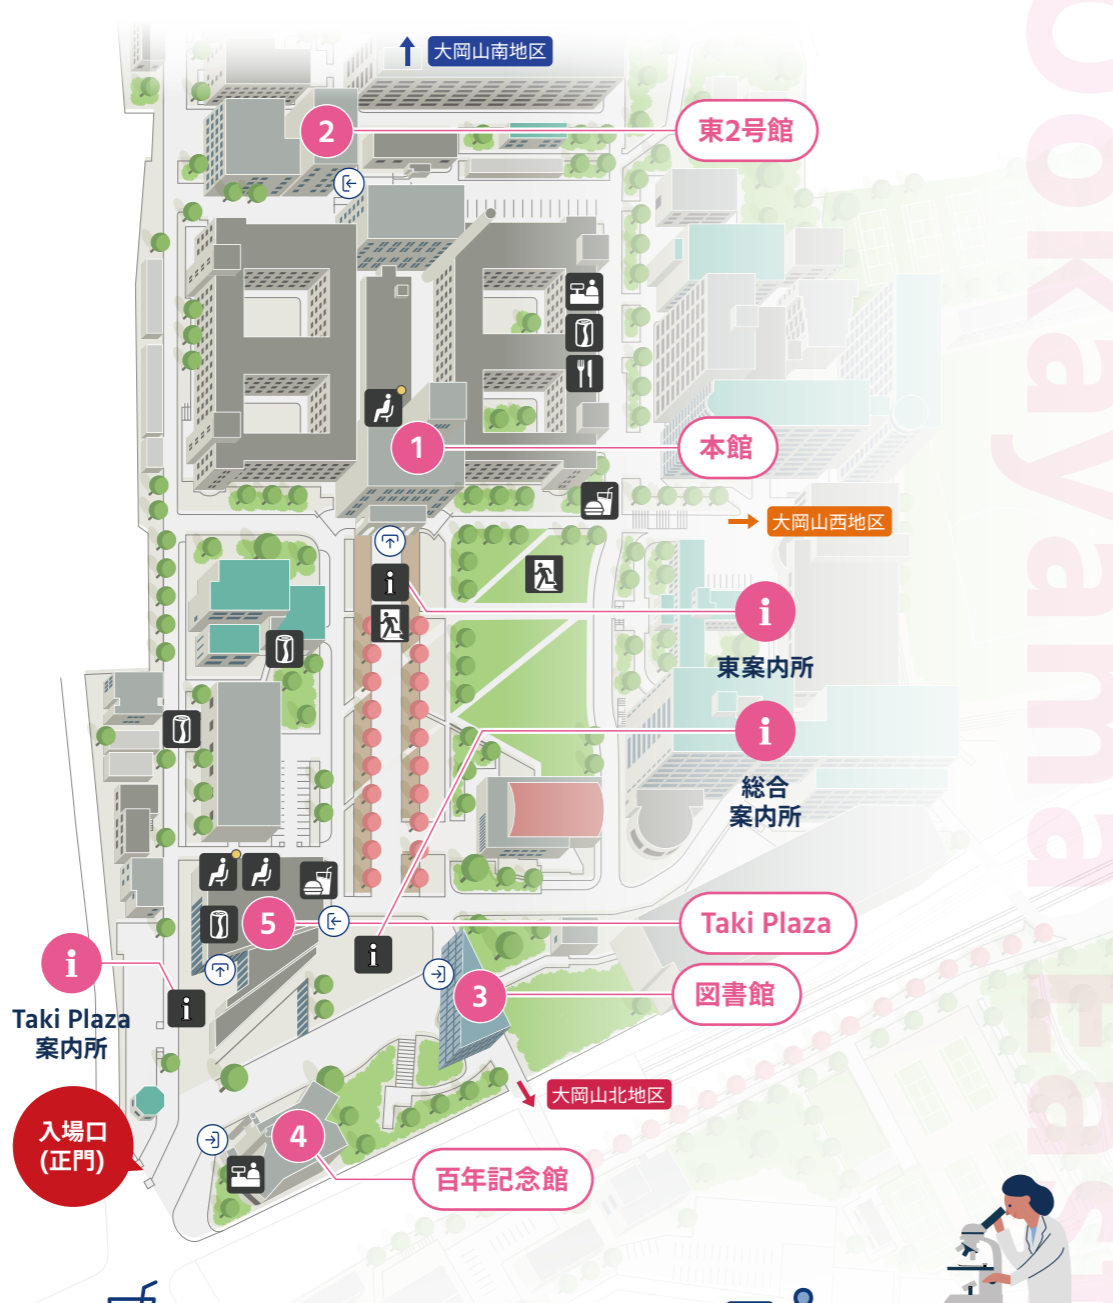 大岡山南地区
2
東2号館
1
本館
大岡山西地区
i
i
東案内所
i
総合
案内所
5
Taki Plaza
i
i
Taki Plaza
案内所
i
3
図書館
大岡山北地区
入場口
(正門)
4
百年記念館
Ookayama East